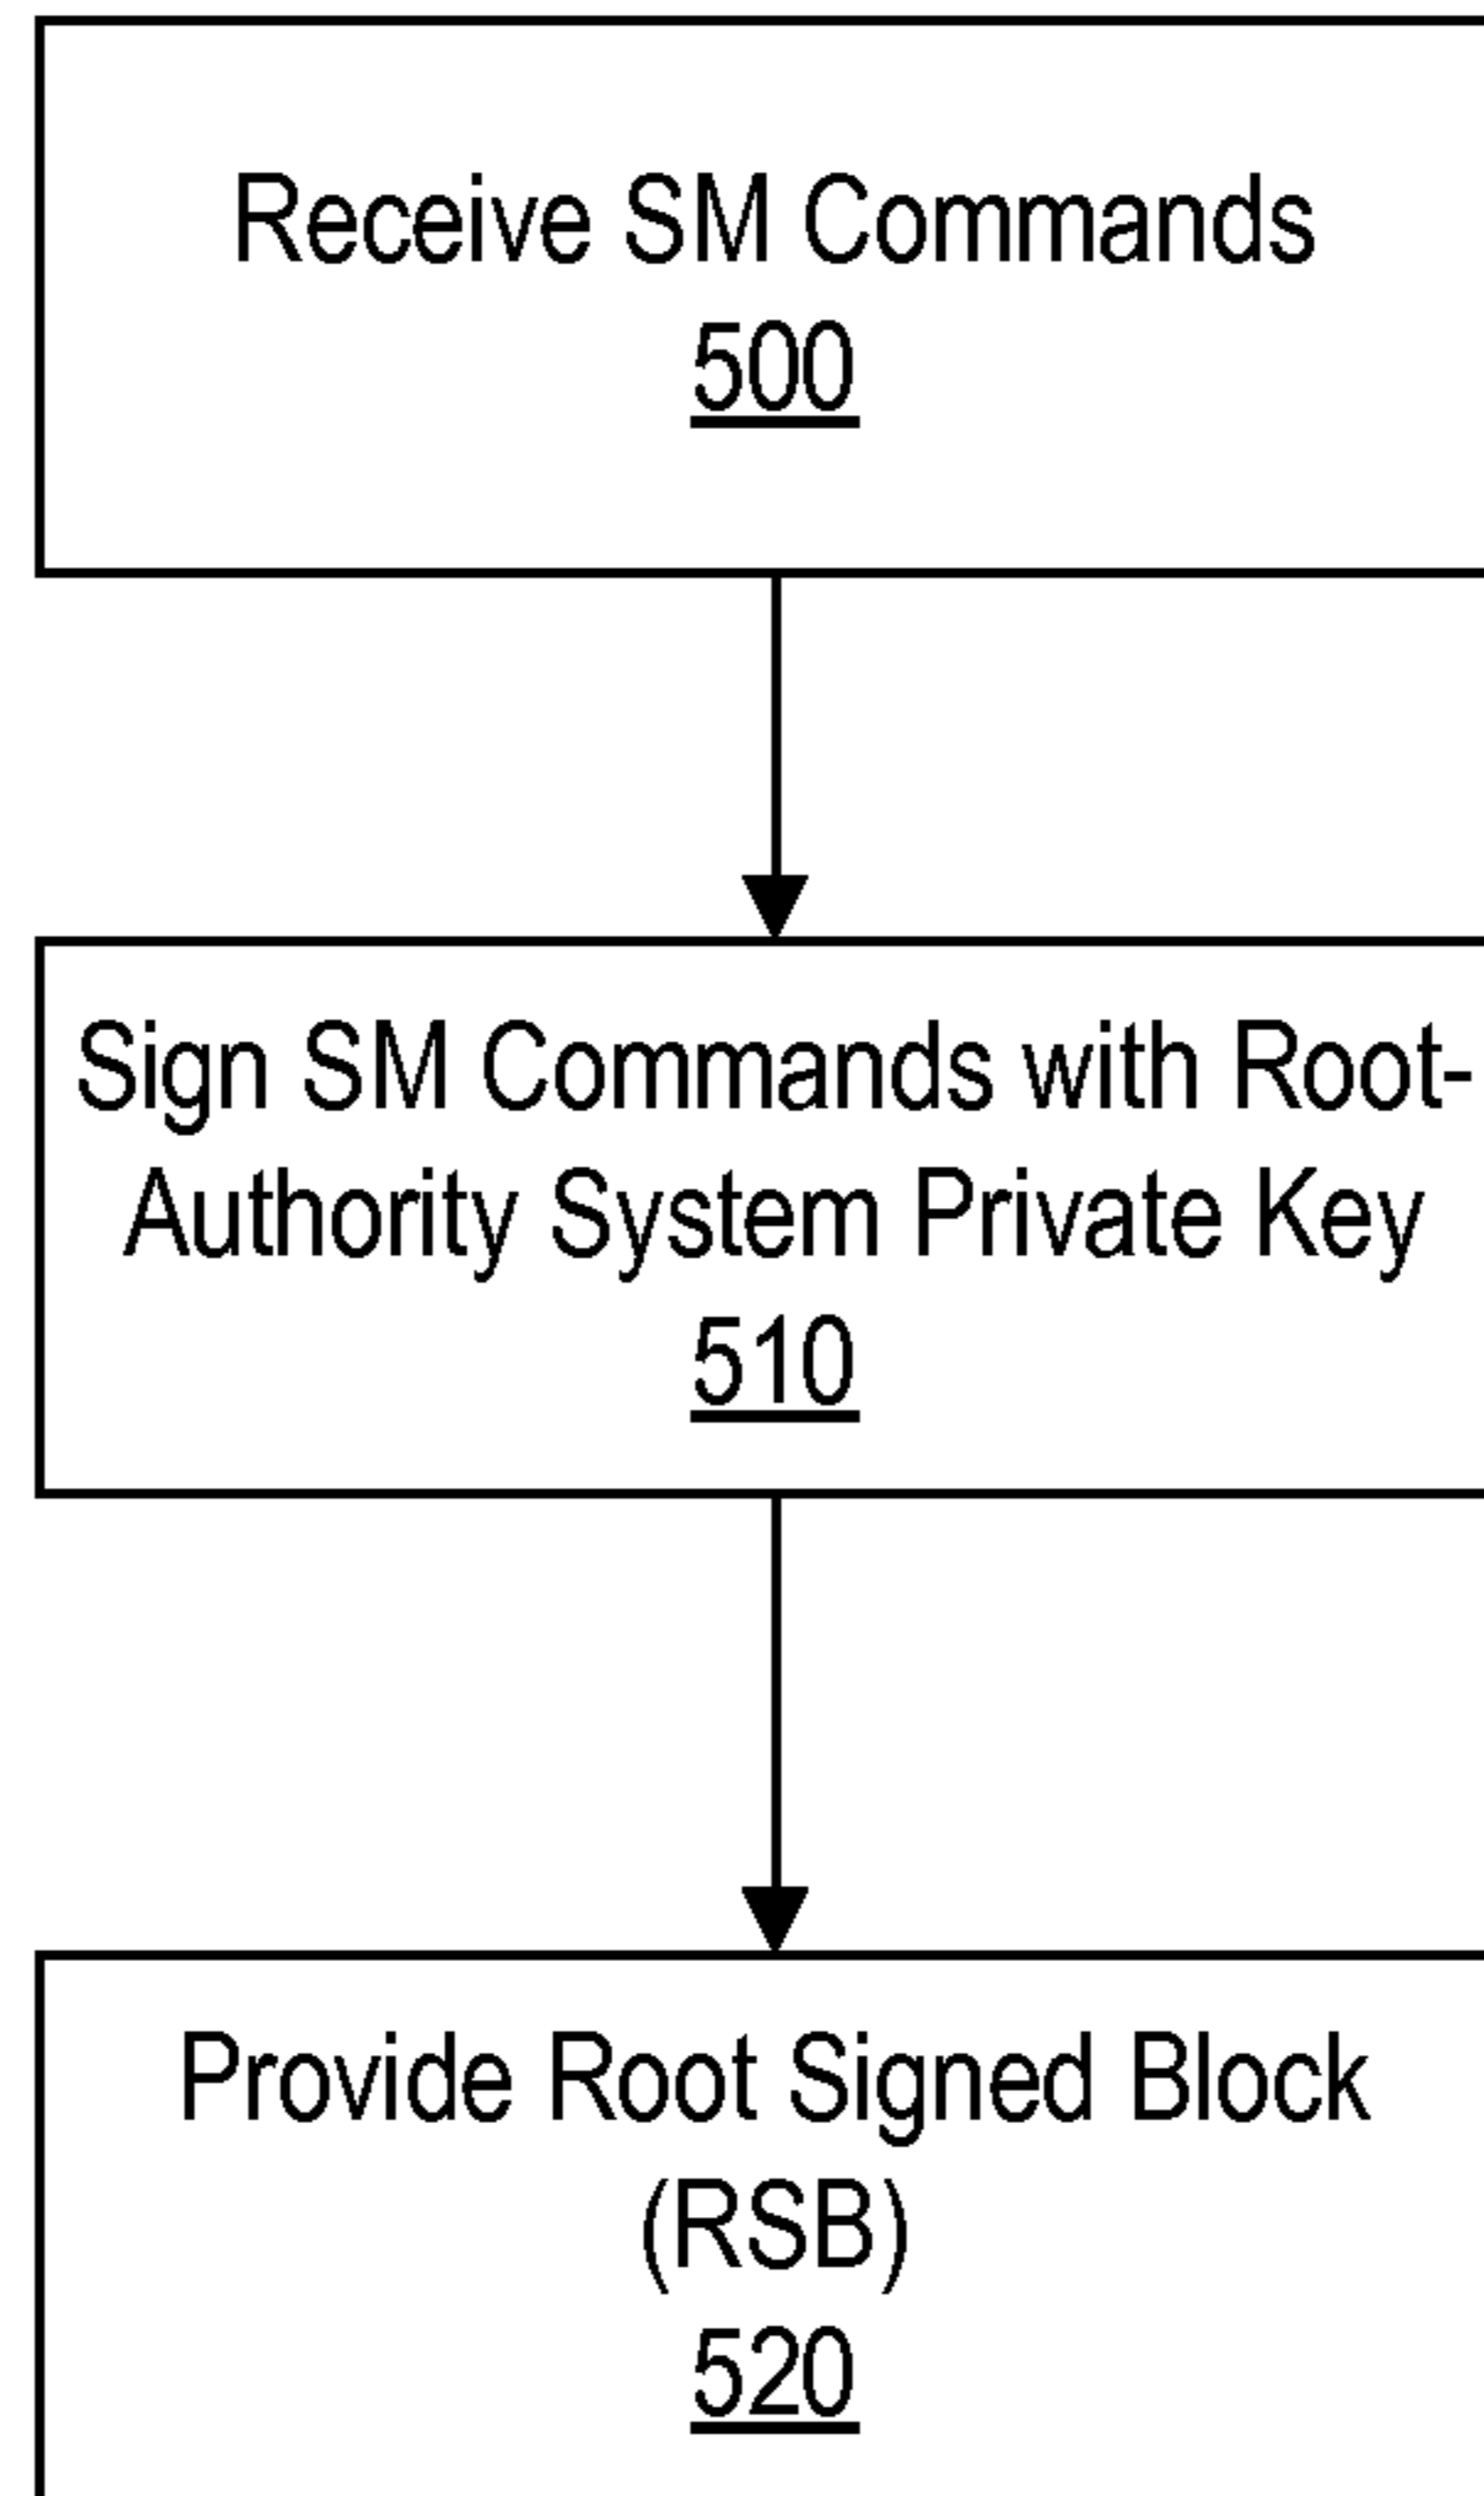 Receive SM Commands
500
Sign SM Commands with Root-
Authority System Private Key
510
Provide Root Signed Block
(RSB)
520